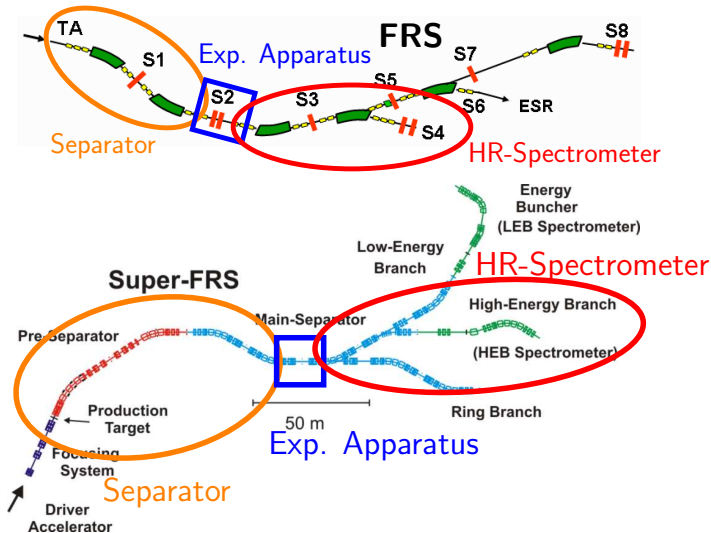 TA
FRS
S8
S1
Exp. Apparatus
S7
S2
S5
S3
S6
ESR
S4
Separator
HR-Spectrometer
Energy
Buncher
(LEB Spectrometer)
Low-Energy
Branch
HR-Spectrometer
Super-FRS
High-Energy Branch
Main-Separator
Pre-Separator
(HEB Spectrometer)
Production
Target
50 m
Ring Branch
Exp. Apparatus
Focusing
System
Separator
Driver
Accelerator